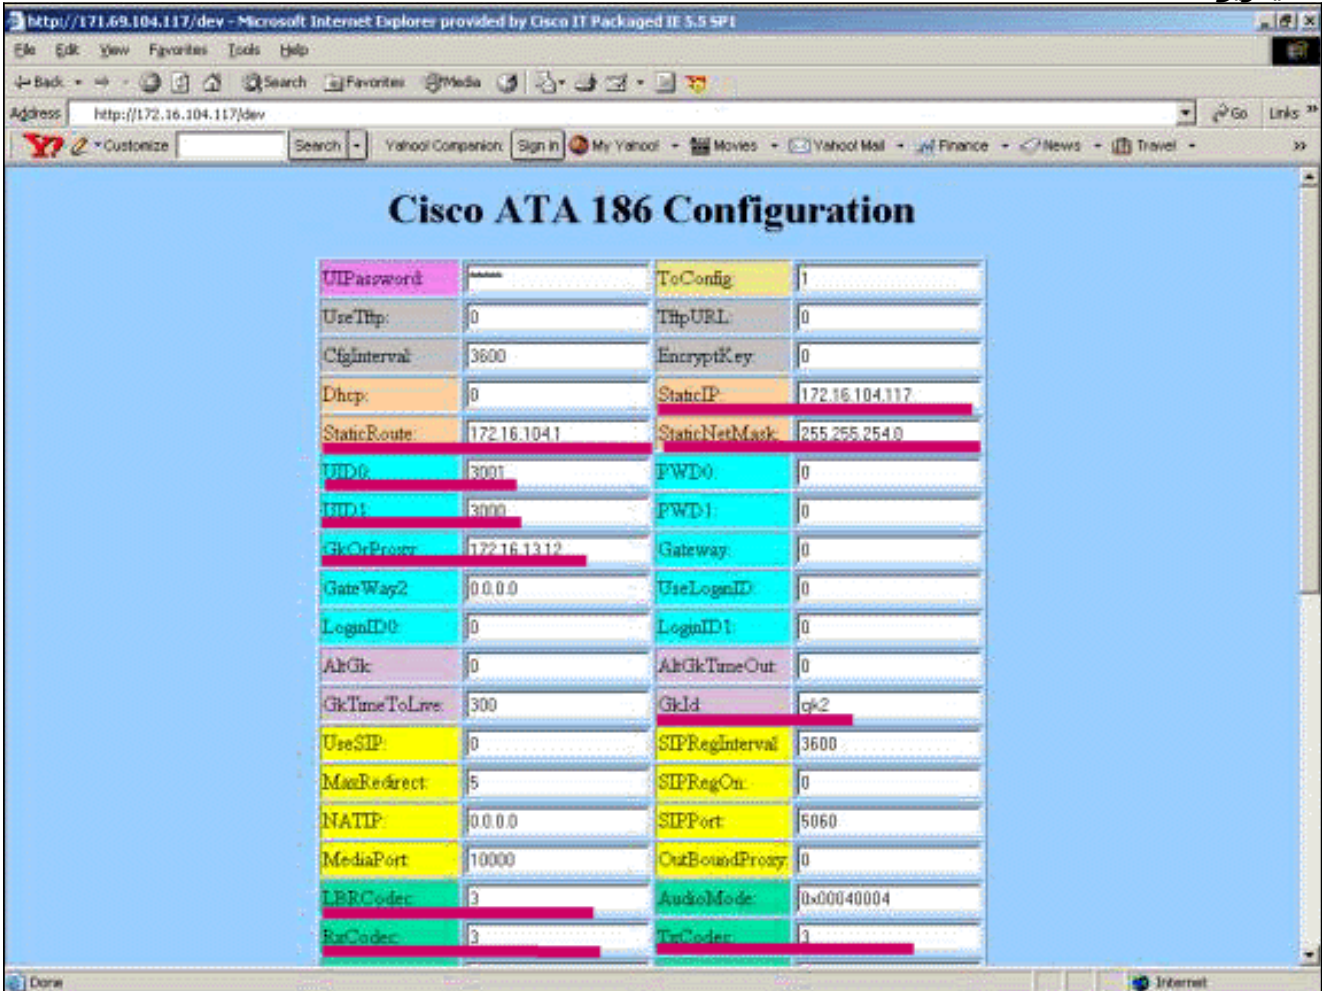 http://171.69.104.117/dev - Microsoft Internet Explorer provided by Cisco IT Packaged IE 5.5 SP1
File Edit View Favorites Tools Help
Back Search Favorites Media
Address http://172.16.104.117/dev Go Links »
Y? Customize Search Yahoo! Companion: Sign in My Yahoo! Movies Yahoo! Mail Finance News Travel »
Cisco ATA 186 Configuration
UIPassword: ToConfig: 1
UseTftp: 0 TftpURL: 0
CfgInterval: 3600 EncryptKey: 0
Dhcp: 0 StaticIP: 172.16.104.117
StaticRoute: 172.16.104.1 StaticNetMask: 255.255.254.0
UID0: 3001 PWD0: 0
UID1: 3000 PWD1: 0
GkOrProxy: 172.16.13.12 Gateway: 0
GateWay2: 0.0.0.0 UseLoginID: 0
LoginID0: 0 LoginID1: 0
AltGk: 0 AltGkTimeOut: 0
GkTimeToLive: 300 GkId: gk2
UseSIP: 0 SIPRegInterval: 3600
MaxRedirect: 5 SIPRegOn: 0
NATIP: 0.0.0.0 SIPPort: 5060
MediaPort: 10000 OutBoundProxy: 0
LBRCodec: 3 AudioMode: 0x00040004
RxCodec: 3 TxCodec: 3
Done Internet